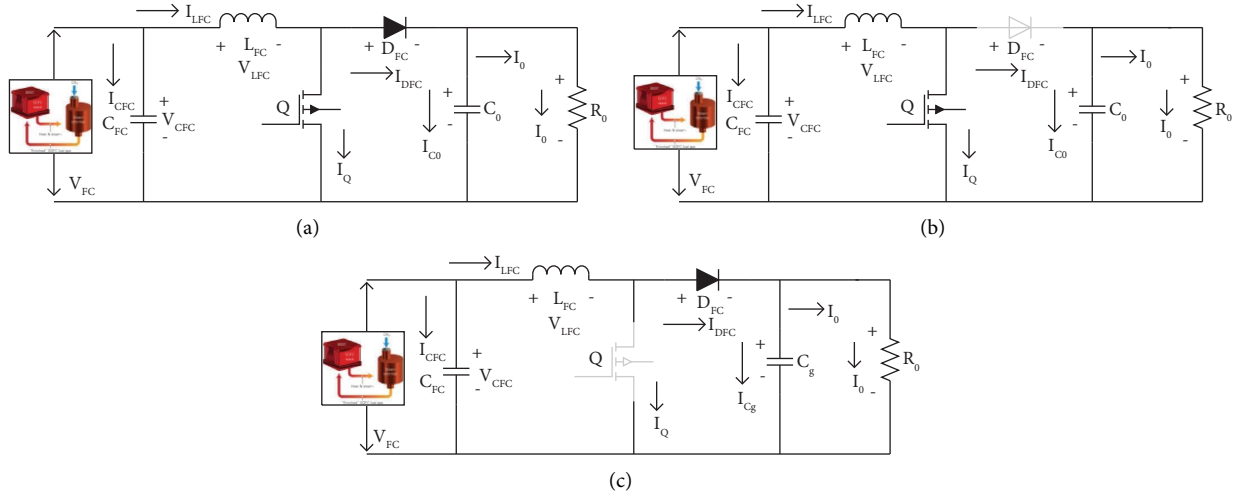 I_LFC
+ L_FC -
V_LFC
+ D_FC -
I_0
I_DFC
I_CFC
C_FC
+
V_CFC
-
Q
I_Q
+
C_0
-
I_C0
+
I_0
R_0
-
V_FC
(a)
I_LFC
+ L_FC -
V_LFC
+ D_FC -
I_0
I_DFC
I_CFC
C_FC
+
V_CFC
-
Q
I_Q
+
C_0
-
I_C0
+
I_0
R_0
-
V_FC
(b)
I_LFC
+ L_FC -
V_LFC
+ D_FC -
I_0
I_DFC
I_CFC
C_FC
+
V_CFC
-
Q
I_Q
+
C_g
-
I_Cg
+
I_0
R_0
-
V_FC
(c)